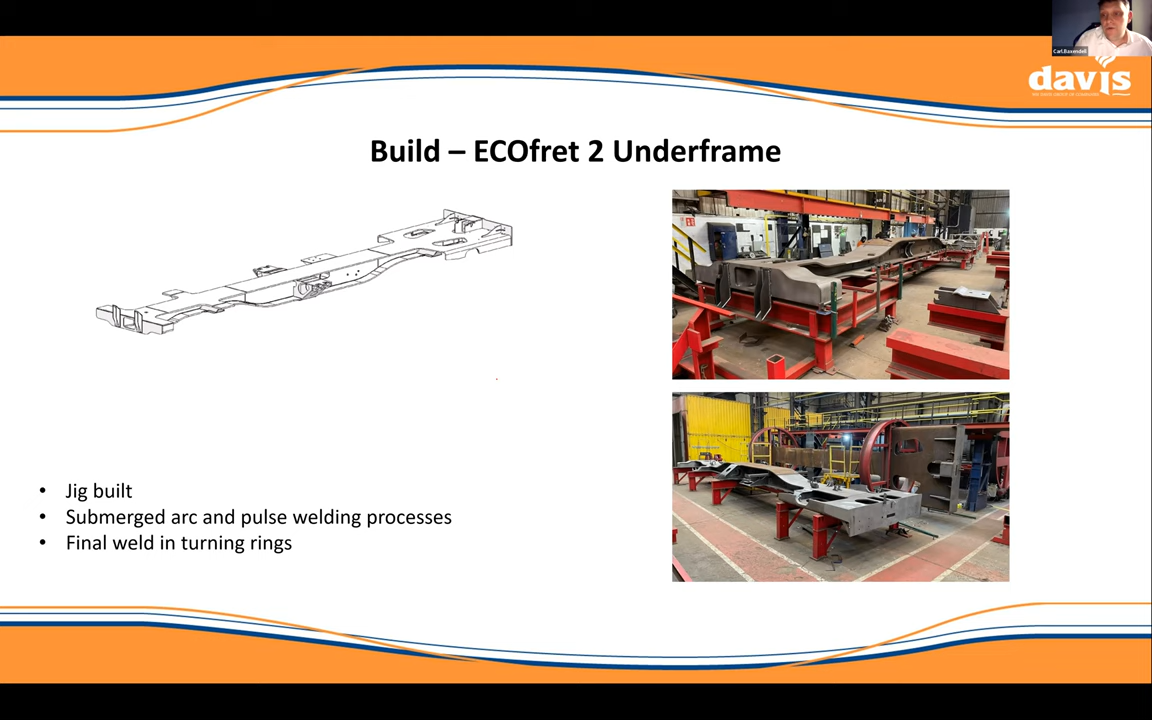 Carl.Baxendell
davis
Build – ECOfret 2 Underframe
• Jig built
• Submerged arc and pulse welding processes
• Final weld in turning rings